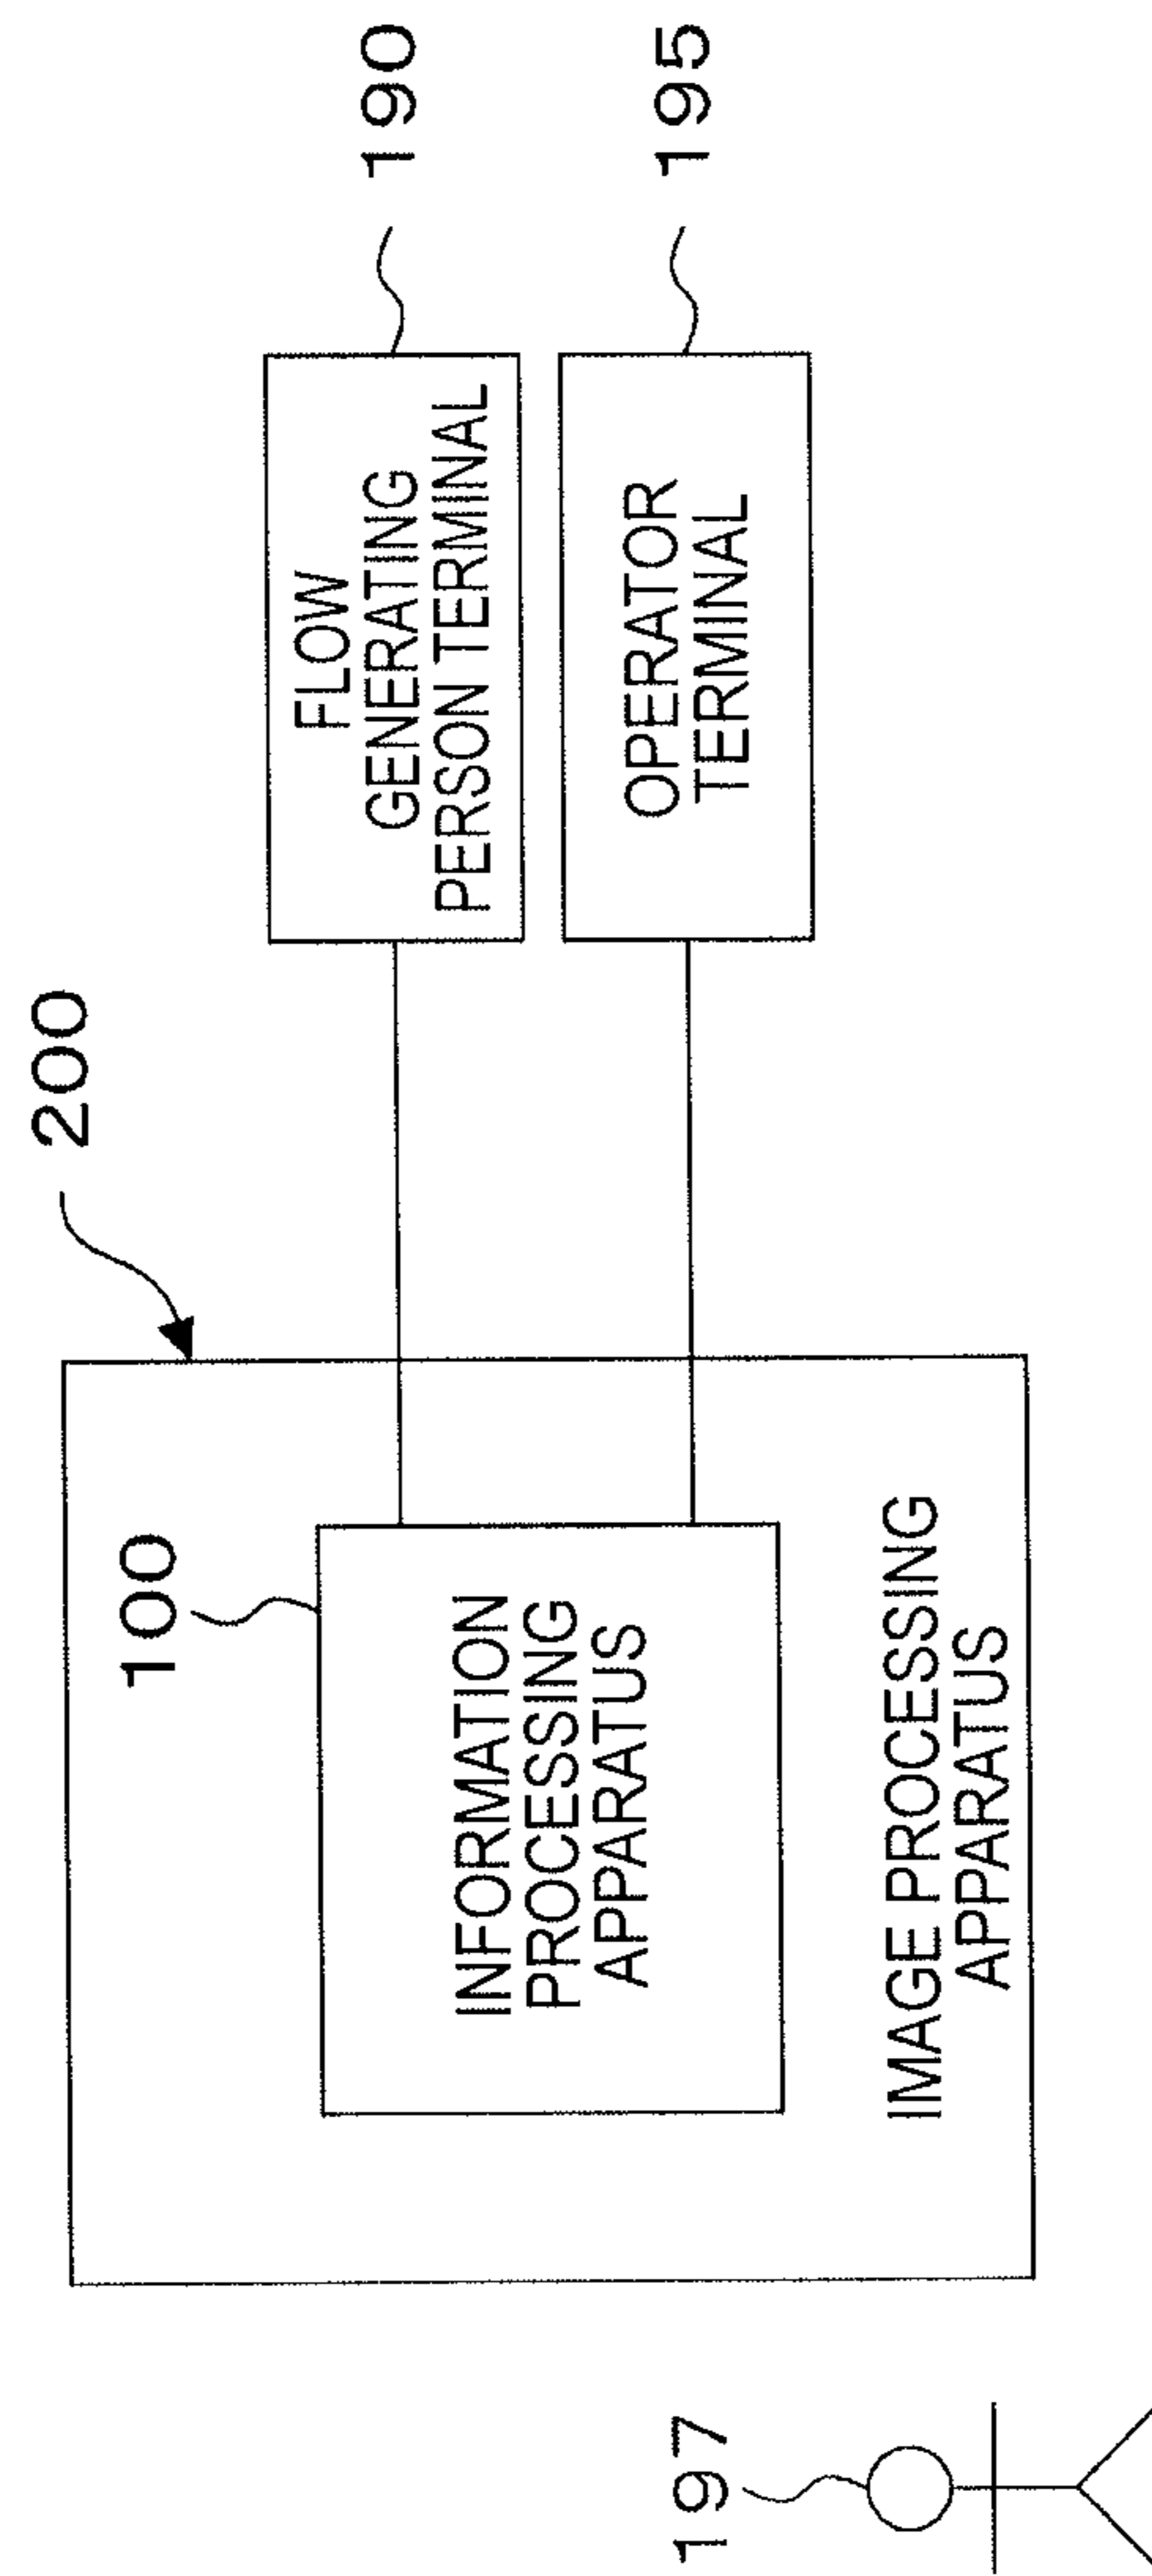 200
100
INFORMATION
PROCESSING
APPARATUS
IMAGE PROCESSING
APPARATUS
FLOW
GENERATING
PERSON TERMINAL
190
OPERATOR
TERMINAL
195
197